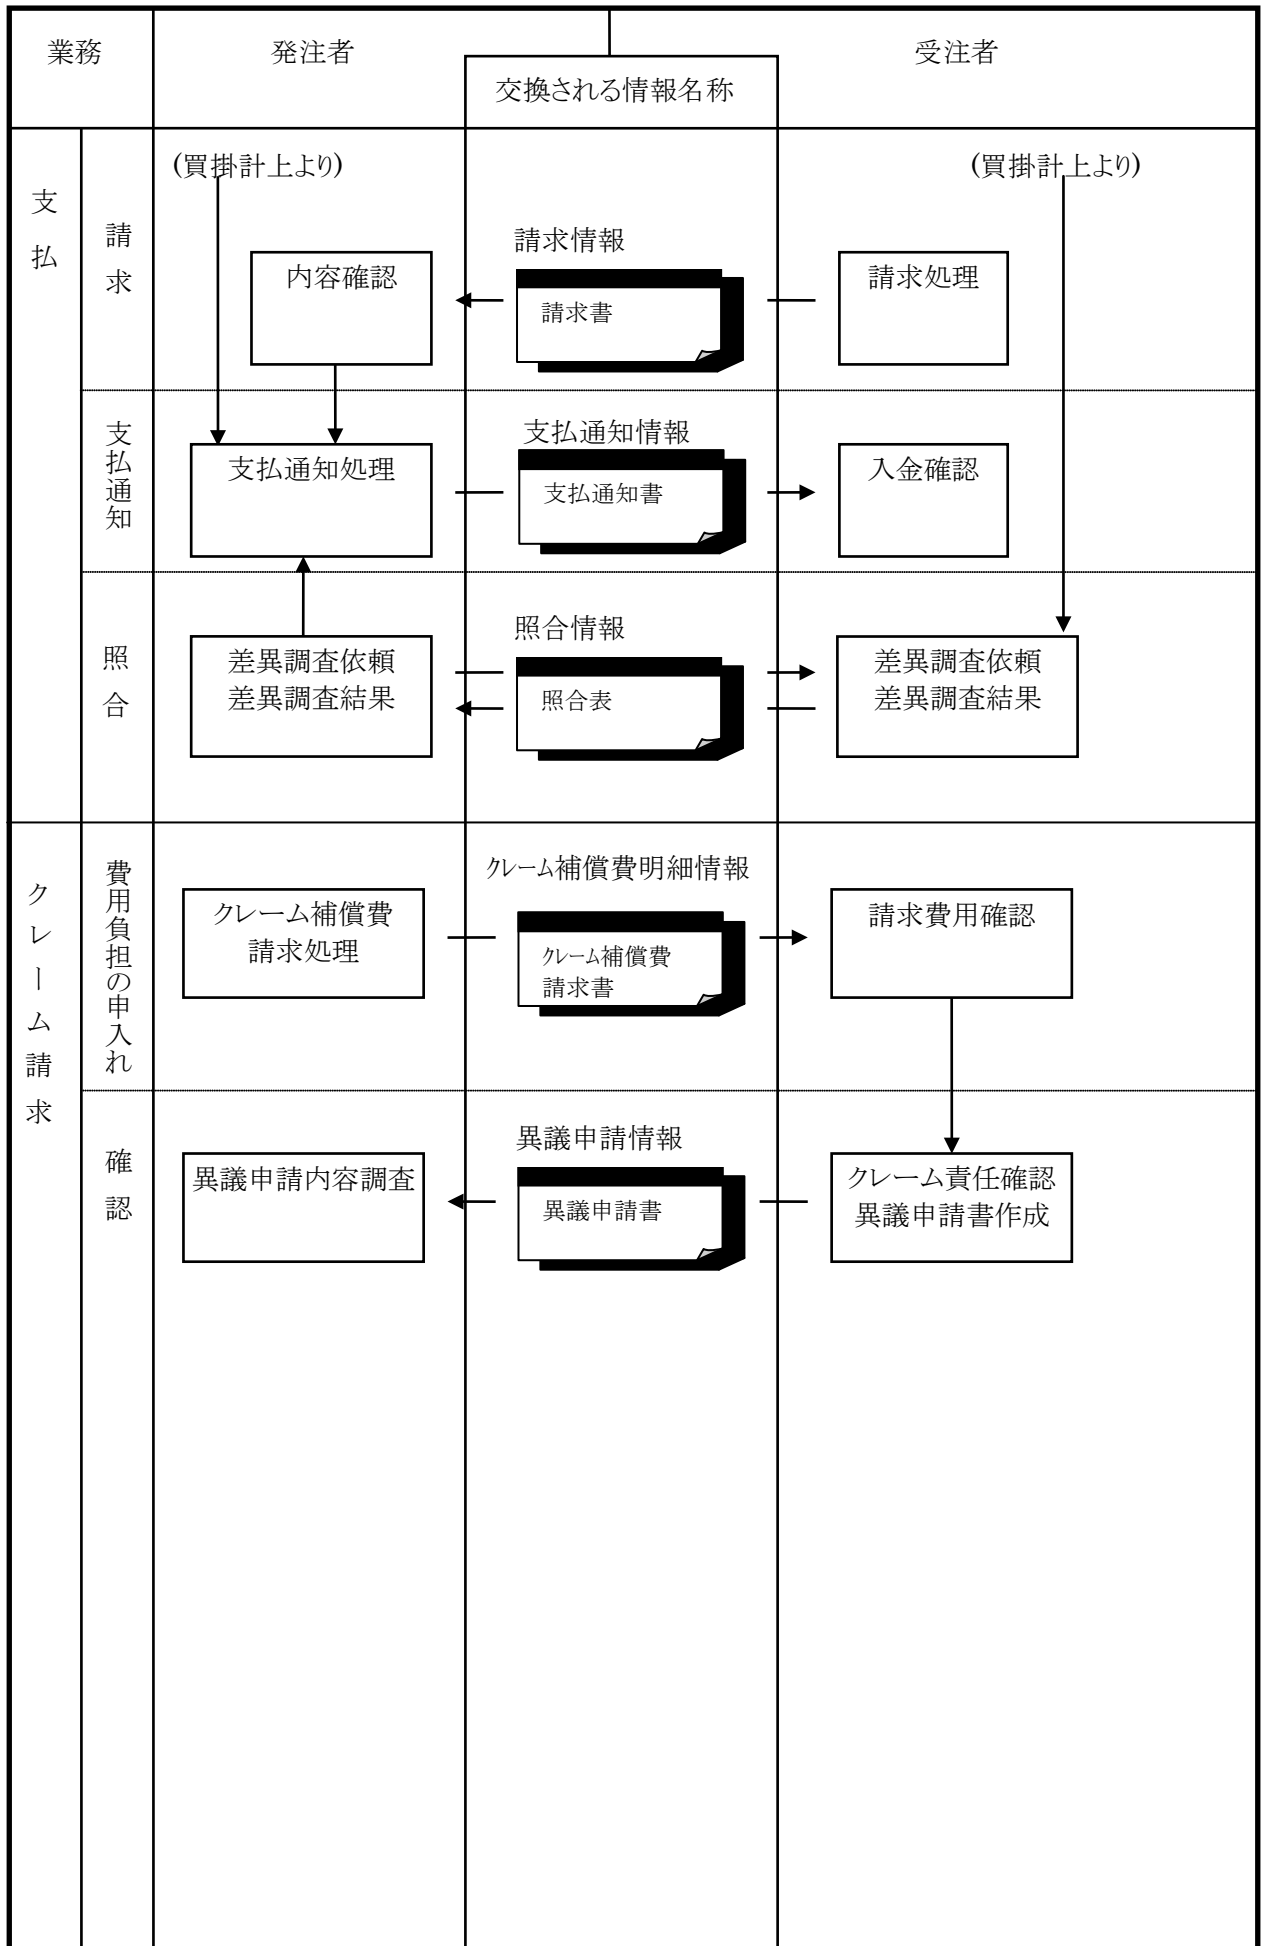 業務
発注者
受注者
交換される情報名称
支払
請求
(買掛計上より)
(買掛計上より)
請求情報
内容確認
請求書
請求処理
支払通知
支払通知情報
支払通知処理
支払通知書
入金確認
照合
照合情報
差異調査依頼
差異調査結果
照合表
差異調査依頼
差異調査結果
クレーム請求
費用負担の申入れ
クレーム補償費明細情報
クレーム補償費
請求処理
クレーム補償費
請求書
請求費用確認
確認
異議申請情報
異議申請内容調査
異議申請書
クレーム責任確認
異議申請書作成